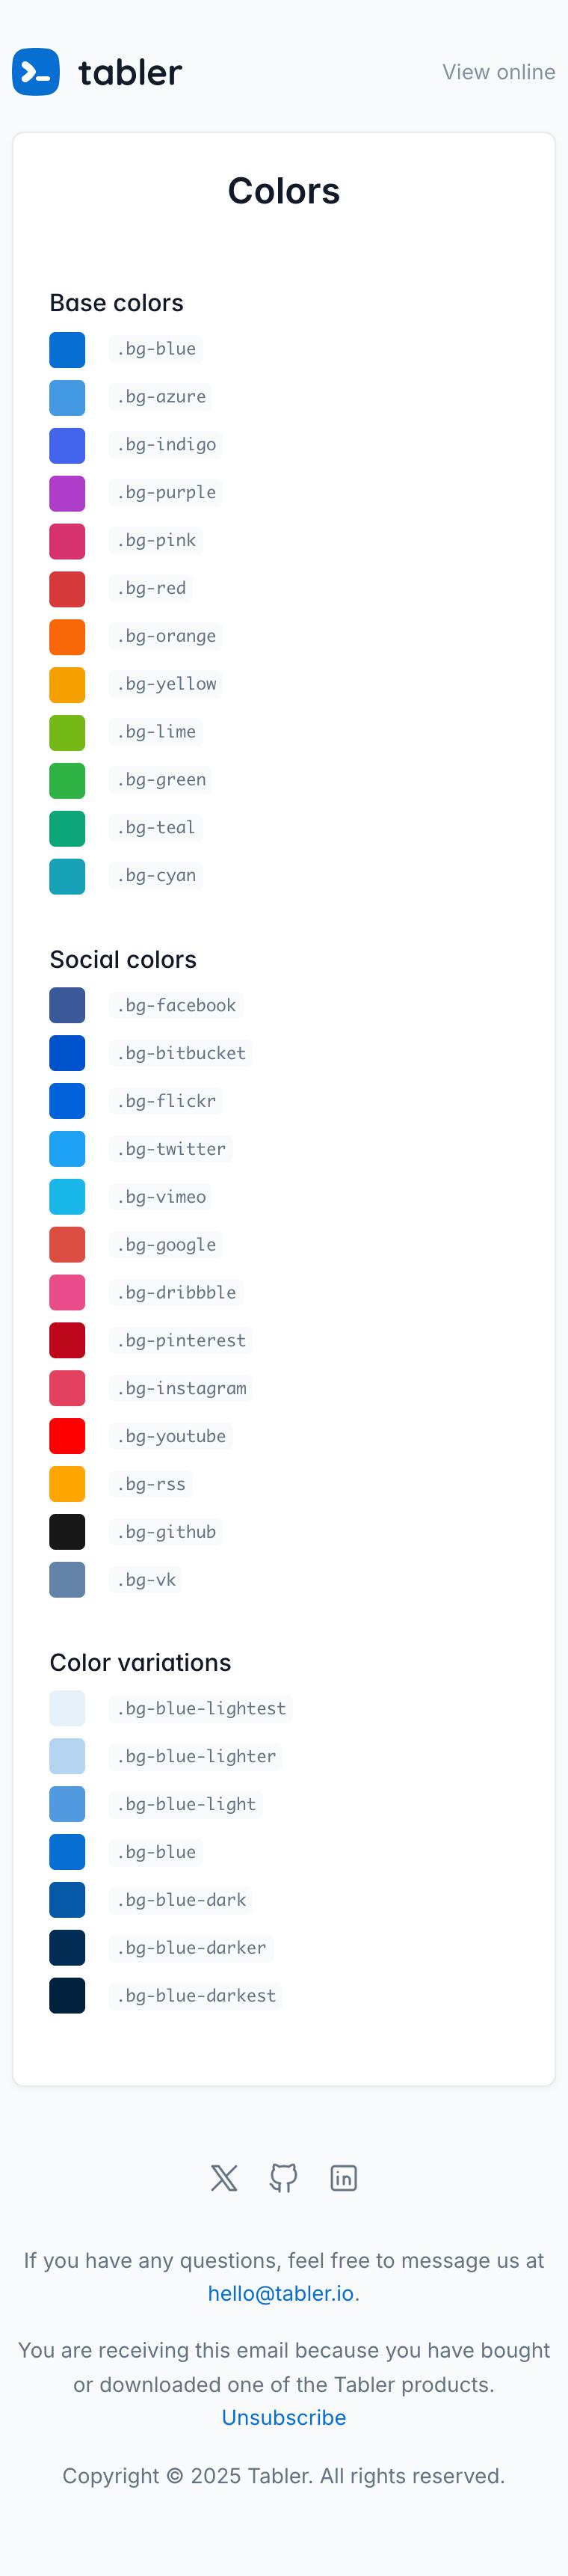 tabler
View online
Colors
Base colors
.bg-blue
.bg-azure
.bg-indigo
.bg-purple
.bg-pink
.bg-red
.bg-orange
.bg-yellow
.bg-lime
.bg-green
.bg-teal
.bg-cyan
Social colors
.bg-facebook
.bg-bitbucket
.bg-flickr
.bg-twitter
.bg-vimeo
.bg-google
.bg-dribbble
.bg-pinterest
.bg-instagram
.bg-youtube
.bg-rss
.bg-github
.bg-vk
Color variations
.bg-blue-lightest
.bg-blue-lighter
.bg-blue-light
.bg-blue
.bg-blue-dark
.bg-blue-darker
.bg-blue-darkest
If you have any questions, feel free to message us at
hello@tabler.io.
You are receiving this email because you have bought
or downloaded one of the Tabler products.
Unsubscribe
Copyright © 2025 Tabler. All rights reserved.